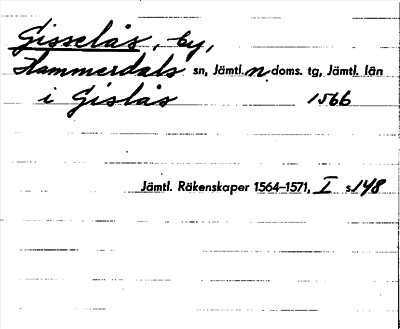 Gisselås, by,
Hammerdals sn, Jämtl. n. doms. tg, Jämtl. län
i Gislås 1566
Jämtl. Räkenskaper 1564–1571, I s. 148